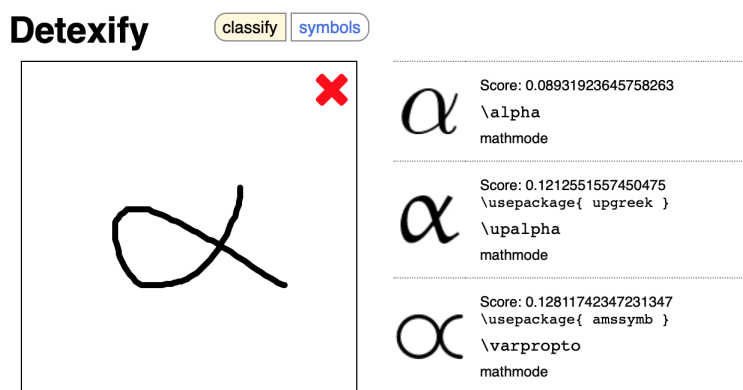 Detexify
classify symbols
Score: 0.08931923645758263
\alpha
mathmode
Score: 0.1212551557450475
\usepackage{ upgreek }
\upalpha
mathmode
Score: 0.12811742347231347
\usepackage{ amssymb }
\varpropto
mathmode
α
α
α
∝